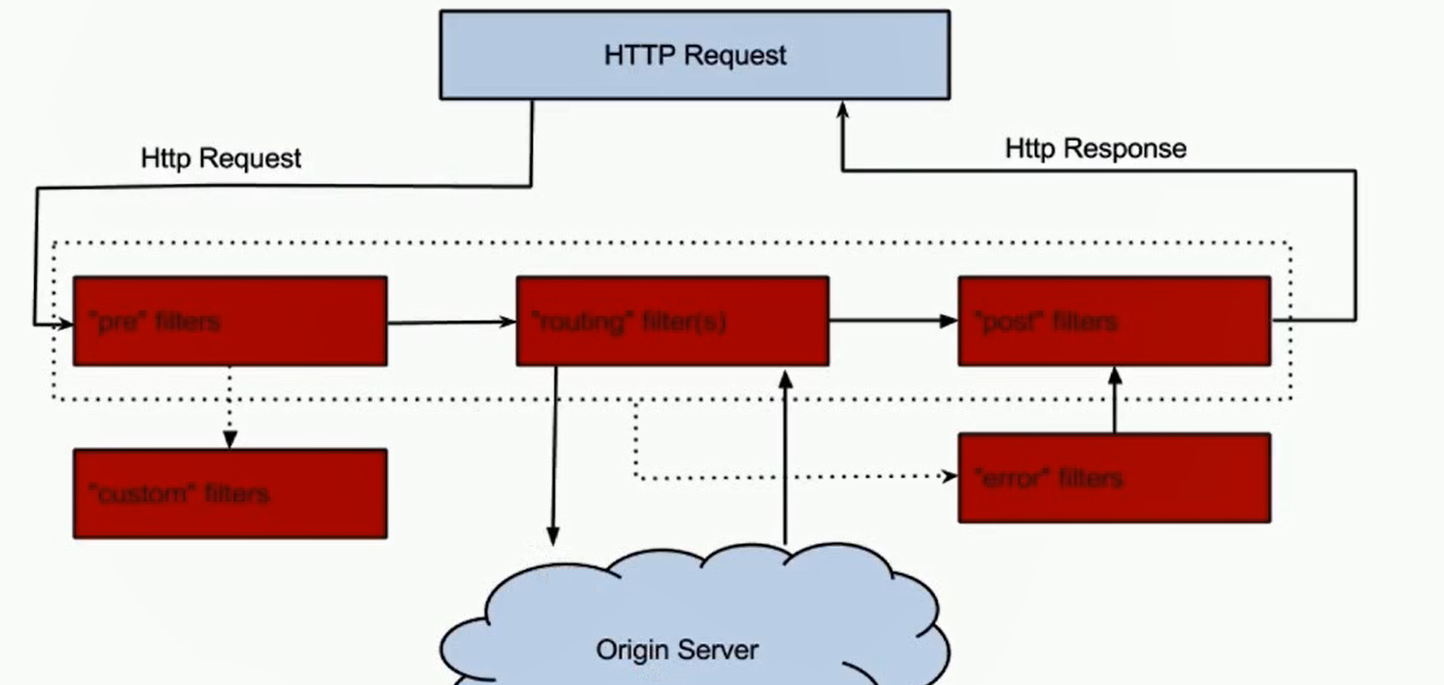 HTTP Request
Http Request
Http Response
"pre" filters
"routing" filter(s)
"post" filters
"custom" filters
"error" filters
Origin Server